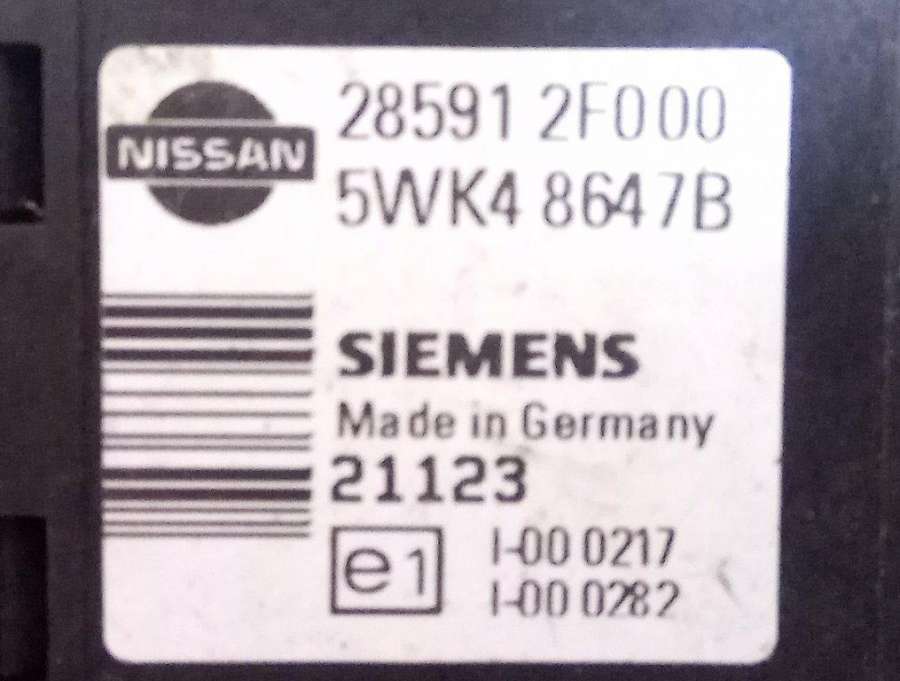 NISSAN
28591 2F000
5WK4 8647B
SIEMENS
Made in Germany
21123
e1
I-00 0217
I-00 0282